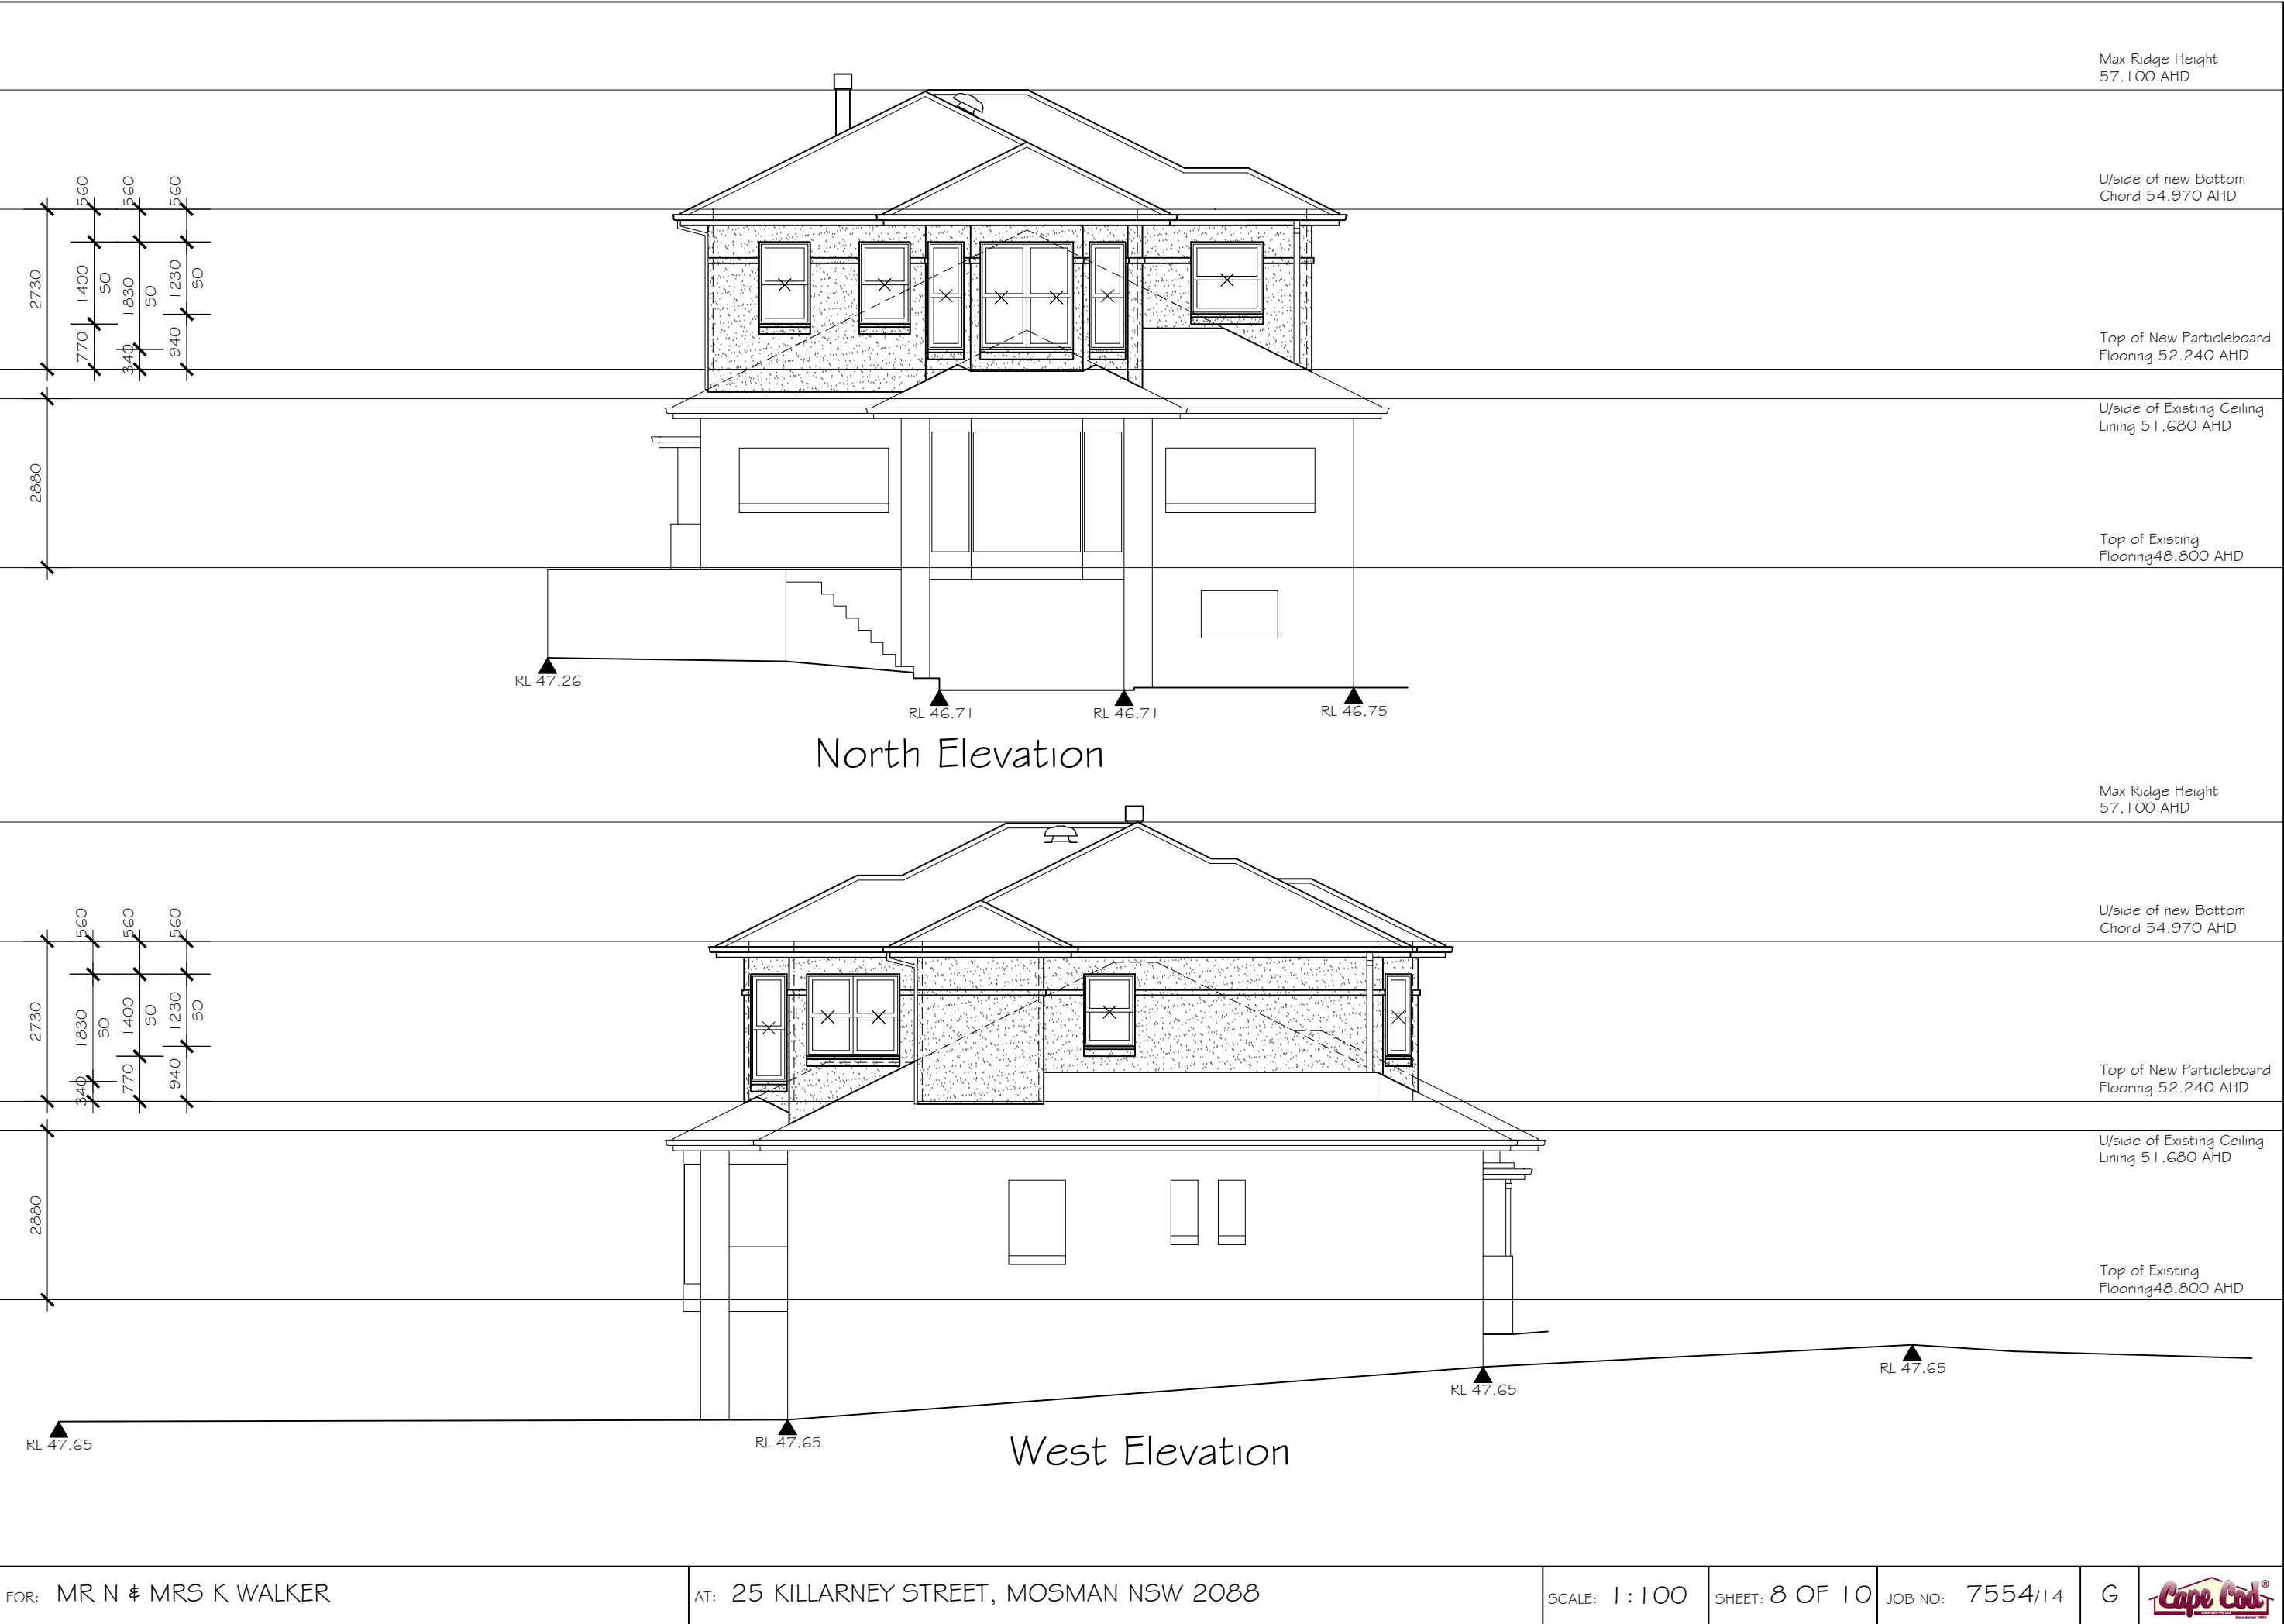 Max Ridge Height
57.100 AHD
U/side of new Bottom
Chord 54.970 AHD
560
560
560
2730
1400
SO
770
1830
SO
340
1230
SO
940
Top of New Particleboard
Flooring 52.240 AHD
U/side of Existing Ceiling
Lining 51.680 AHD
2880
Top of Existing
Flooring48.800 AHD
RL 47.26
RL 46.71
RL 46.71
RL 46.75
North Elevation
Max Ridge Height
57.100 AHD
U/side of new Bottom
Chord 54.970 AHD
560
560
560
2730
1830
SO
340
1400
SO
770
1230
SO
940
Top of New Particleboard
Flooring 52.240 AHD
U/side of Existing Ceiling
Lining 51.680 AHD
2880
Top of Existing
Flooring48.800 AHD
RL 47.65
RL 47.65
RL 47.65
RL 47.65
West Elevation
FOR: MR N & MRS K WALKER
AT: 25 KILLARNEY STREET, MOSMAN NSW 2088
SCALE: 1:100
SHEET: 8 OF 10
JOB NO: 7554/14
G
Cape Cod®